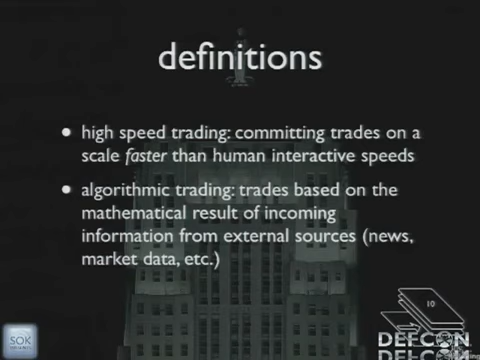 definitions
• high speed trading: committing trades on a
scale faster than human interactive speeds
• algorithmic trading: trades based on the
mathematical result of incoming
information from external sources (news,
market data, etc.)
10
SOK
DEFCON